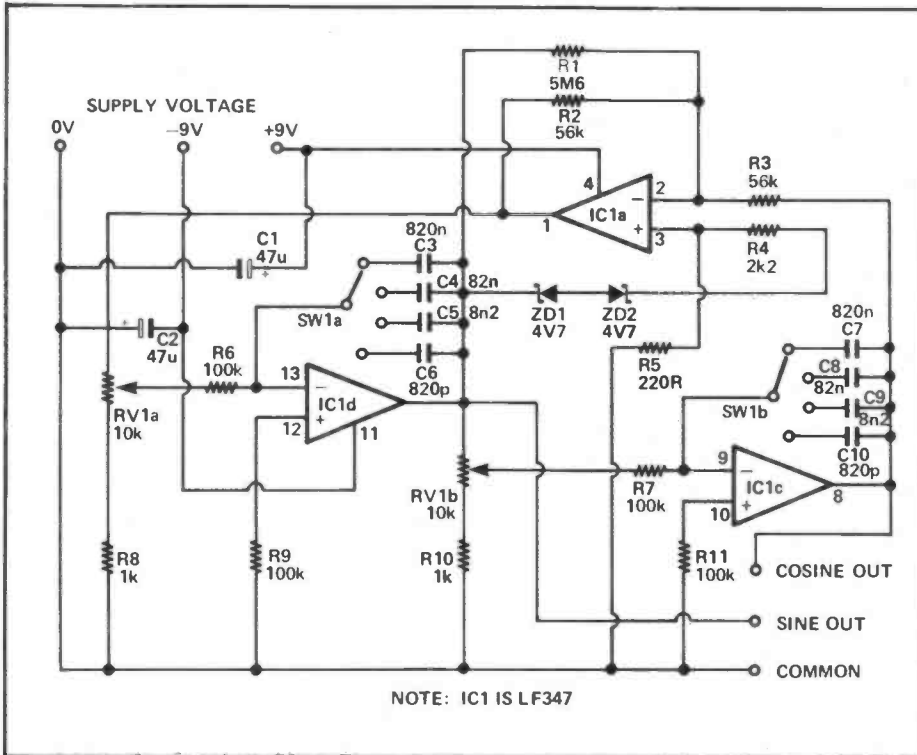 R1
5M6
R2
56k
SUPPLY VOLTAGE
0V
−9V
+9V
R3
56k
4
2
−
1
IC1a
+
3
R4
2k2
C1
47u
+
820n
C3
C4
82n
C5
8n2
C6
820p
SW1a
ZD1
4V7
ZD2
4V7
820n
C7
C8
82n
C9
8n2
C10
820p
SW1b
+
C2
47u
R6
100k
R5
220R
13
−
12
+
IC1d
11
RV1a
10k
RV1b
10k
R7
100k
9
−
10
+
IC1c
8
R8
1k
R9
100k
R10
1k
R11
100k
COSINE OUT
SINE OUT
COMMON
NOTE: IC1 IS LF347